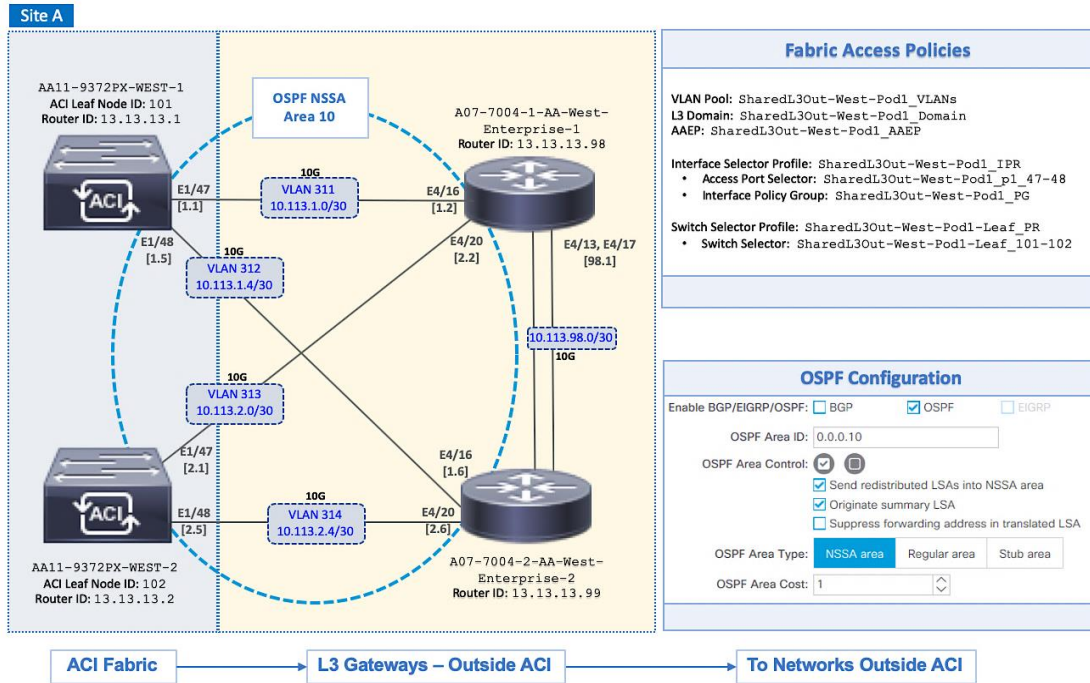 Site A
AA11-9372PX-WEST-1
ACI Leaf Node ID: 101
Router ID: 13.13.13.1
ACI
OSPF NSSA
Area 10
A07-7004-1-AA-West-
Enterprise-1
Router ID: 13.13.13.98
E1/47
[1.1]
10G
VLAN 311
10.113.1.0/30
E4/16
[1.2]
E1/48
[1.5]
10G
VLAN 312
10.113.1.4/30
E4/20
[2.2]
E4/13, E4/17
[98.1]
10.113.98.0/30
10G
10G
VLAN 313
10.113.2.0/30
E1/47
[2.1]
E4/16
[1.6]
ACI
E1/48
[2.5]
10G
VLAN 314
10.113.2.4/30
E4/20
[2.6]
AA11-9372PX-WEST-2
ACI Leaf Node ID: 102
Router ID: 13.13.13.2
A07-7004-2-AA-West-
Enterprise-2
Router ID: 13.13.13.99
Fabric Access Policies
VLAN Pool: SharedL3Out-West-Pod1_VLANs
L3 Domain: SharedL3Out-West-Pod1_Domain
AAEP: SharedL3Out-West-Pod1_AAEP
Interface Selector Profile: SharedL3Out-West-Pod1_IPR
• Access Port Selector: SharedL3Out-West-Pod1_p1_47-48
• Interface Policy Group: SharedL3Out-West-Pod1_PG
Switch Selector Profile: SharedL3Out-West-Pod1-Leaf_PR
• Switch Selector: SharedL3Out-West-Pod1-Leaf_101-102
OSPF Configuration
Enable BGP/EIGRP/OSPF: BGP OSPF EIGRP
OSPF Area ID: 0.0.0.10
OSPF Area Control:
Send redistributed LSAs into NSSA area
Originate summary LSA
Suppress forwarding address in translated LSA
OSPF Area Type: NSSA area Regular area Stub area
OSPF Area Cost: 1
ACI Fabric
L3 Gateways – Outside ACI
To Networks Outside ACI